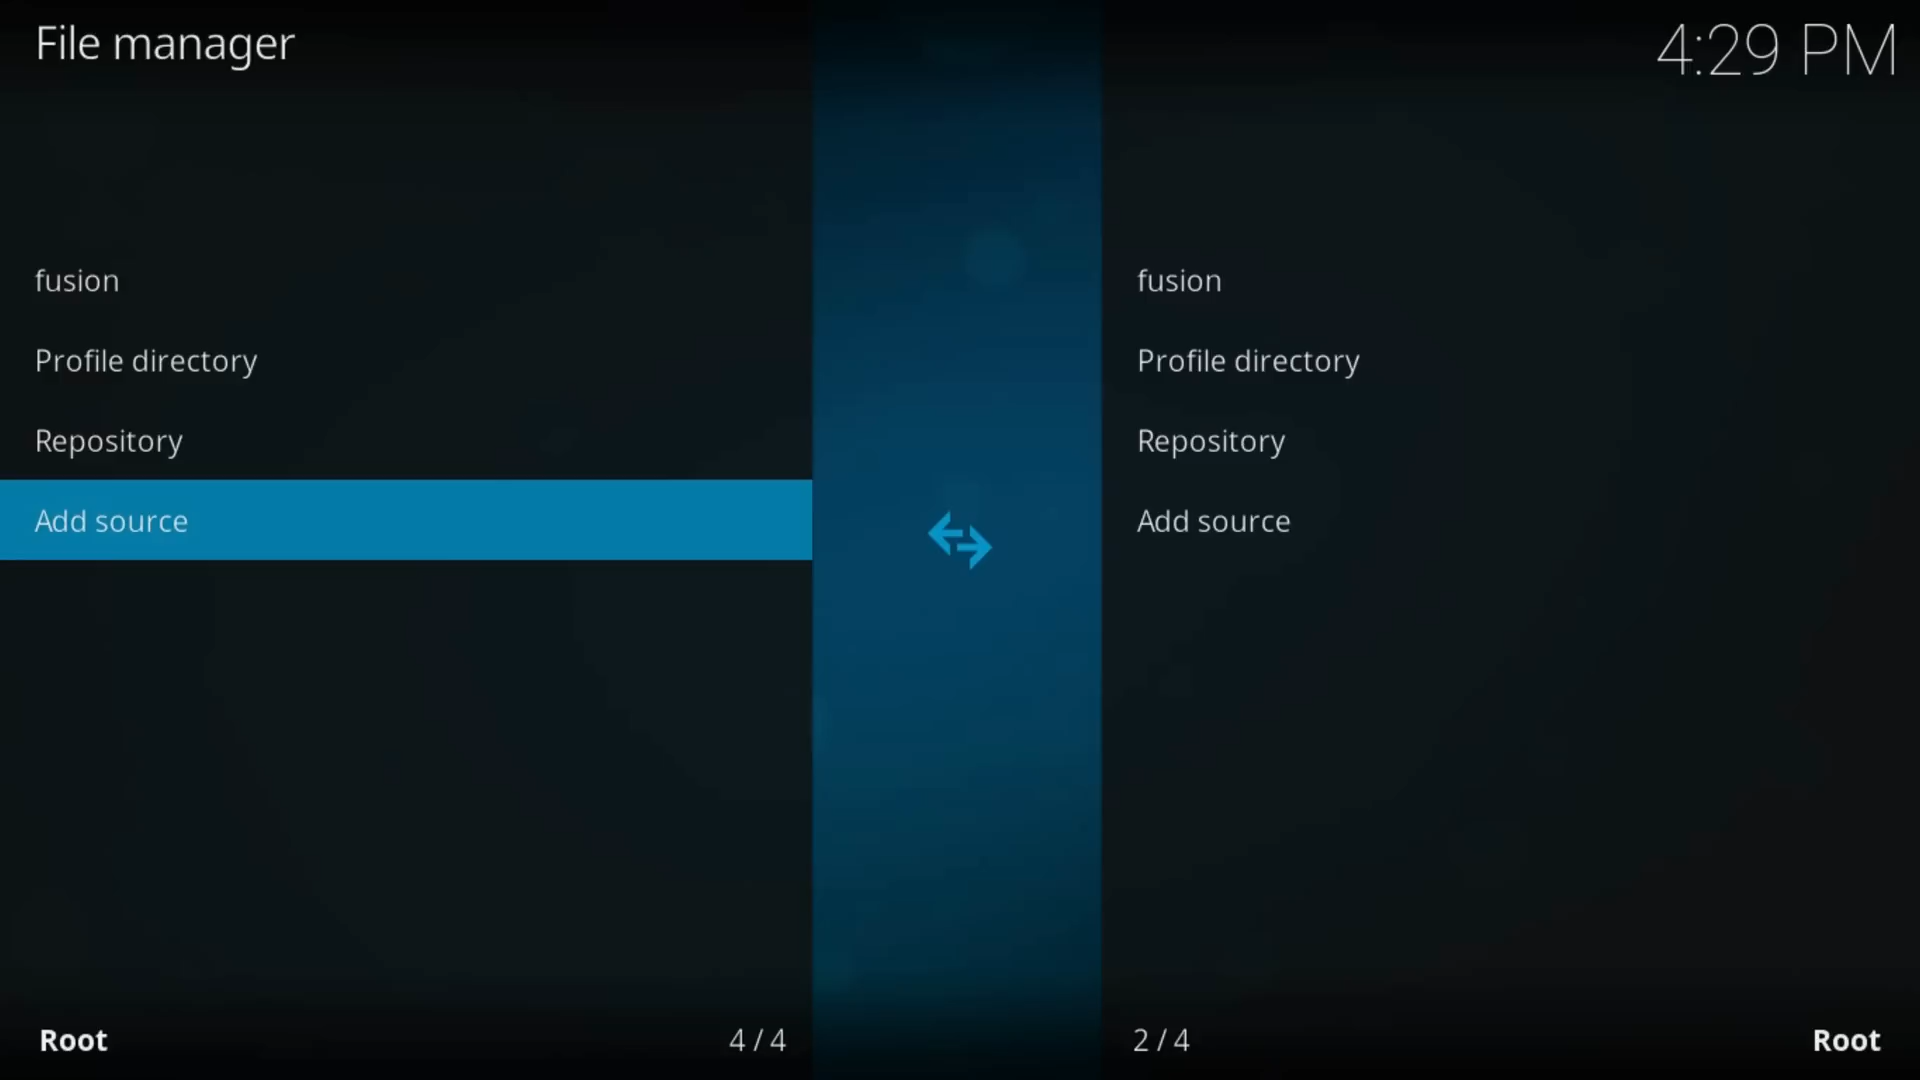 File manager
4:29 PM
fusion
Profile directory
Repository
Add source
fusion
Profile directory
Repository
Add source
Root
4 / 4
2 / 4
Root